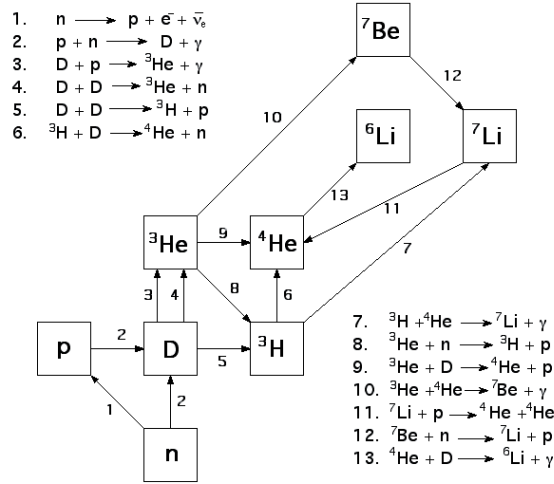 1. n ⟶ p + e⁻ + ν̄ₑ
2. p + n ⟶ D + γ
3. D + p ⟶ ³He + γ
4. D + D ⟶ ³He + n
5. D + D ⟶ ³H + p
6. ³H + D ⟶ ⁴He + n
⁷Be
12
10
⁶Li
⁷Li
13
11
³He
9
⁴He
7
8
3
4
6
p
2
D
5
³H
1
2
n
7. ³H +⁴He ⟶ ⁷Li + γ
8. ³He + n ⟶ ³H + p
9. ³He + D ⟶ ⁴He + p
10. ³He +⁴He ⟶ ⁷Be + γ
11. ⁷Li + p ⟶ ⁴He +⁴He
12. ⁷Be + n ⟶ ⁷Li + p
13. ⁴He + D ⟶ ⁶Li + γ